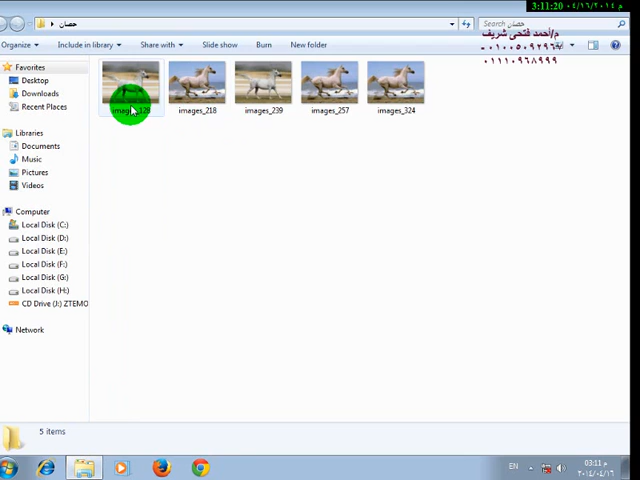 3:11:20 ٠٤/١٦/٢٠١٤ م
حصان
Search حصان
م/أحمد فتحى شريف
Organize
Include in library
Share with
Slide show
Burn
New folder
٠١١١٠٩٦٨٩٩٩
Favorites
Desktop
Downloads
Recent Places
Libraries
Documents
Music
Pictures
Videos
Computer
Local Disk (C:)
Local Disk (D:)
Local Disk (E:)
Local Disk (F:)
Local Disk (G:)
Local Disk (H:)
CD Drive (J:) ZTEMO
Network
images_128
images_218
images_239
images_257
images_324
5 items
EN
03:11 م
٢٠١٤/٠٤/١٦